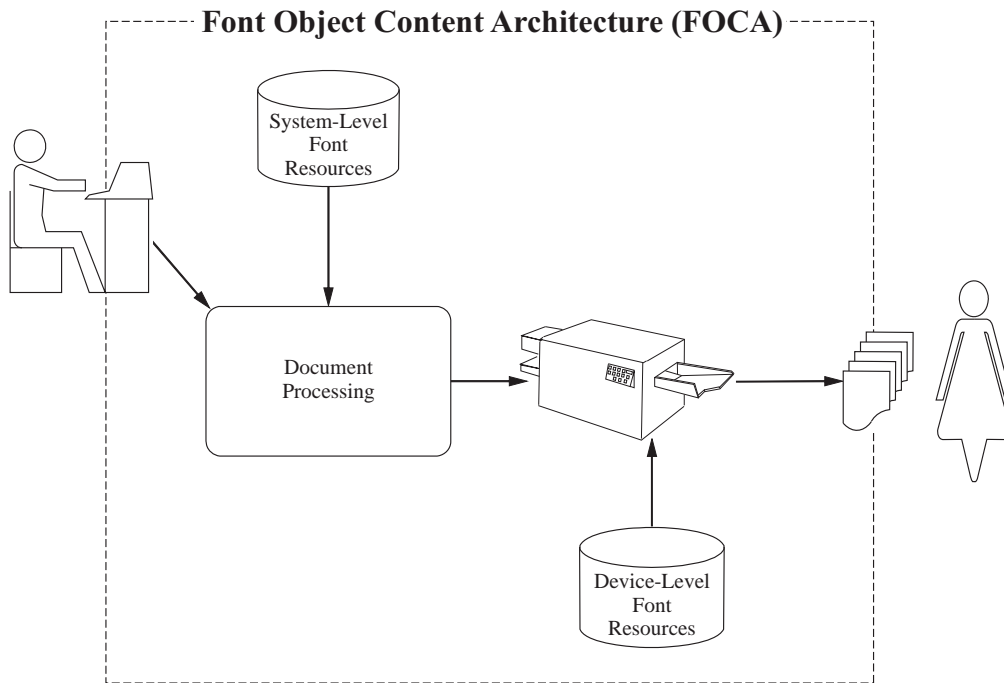 Font Object Content Architecture (FOCA)
System-Level
Font
Resources
Document
Processing
Device-Level
Font
Resources